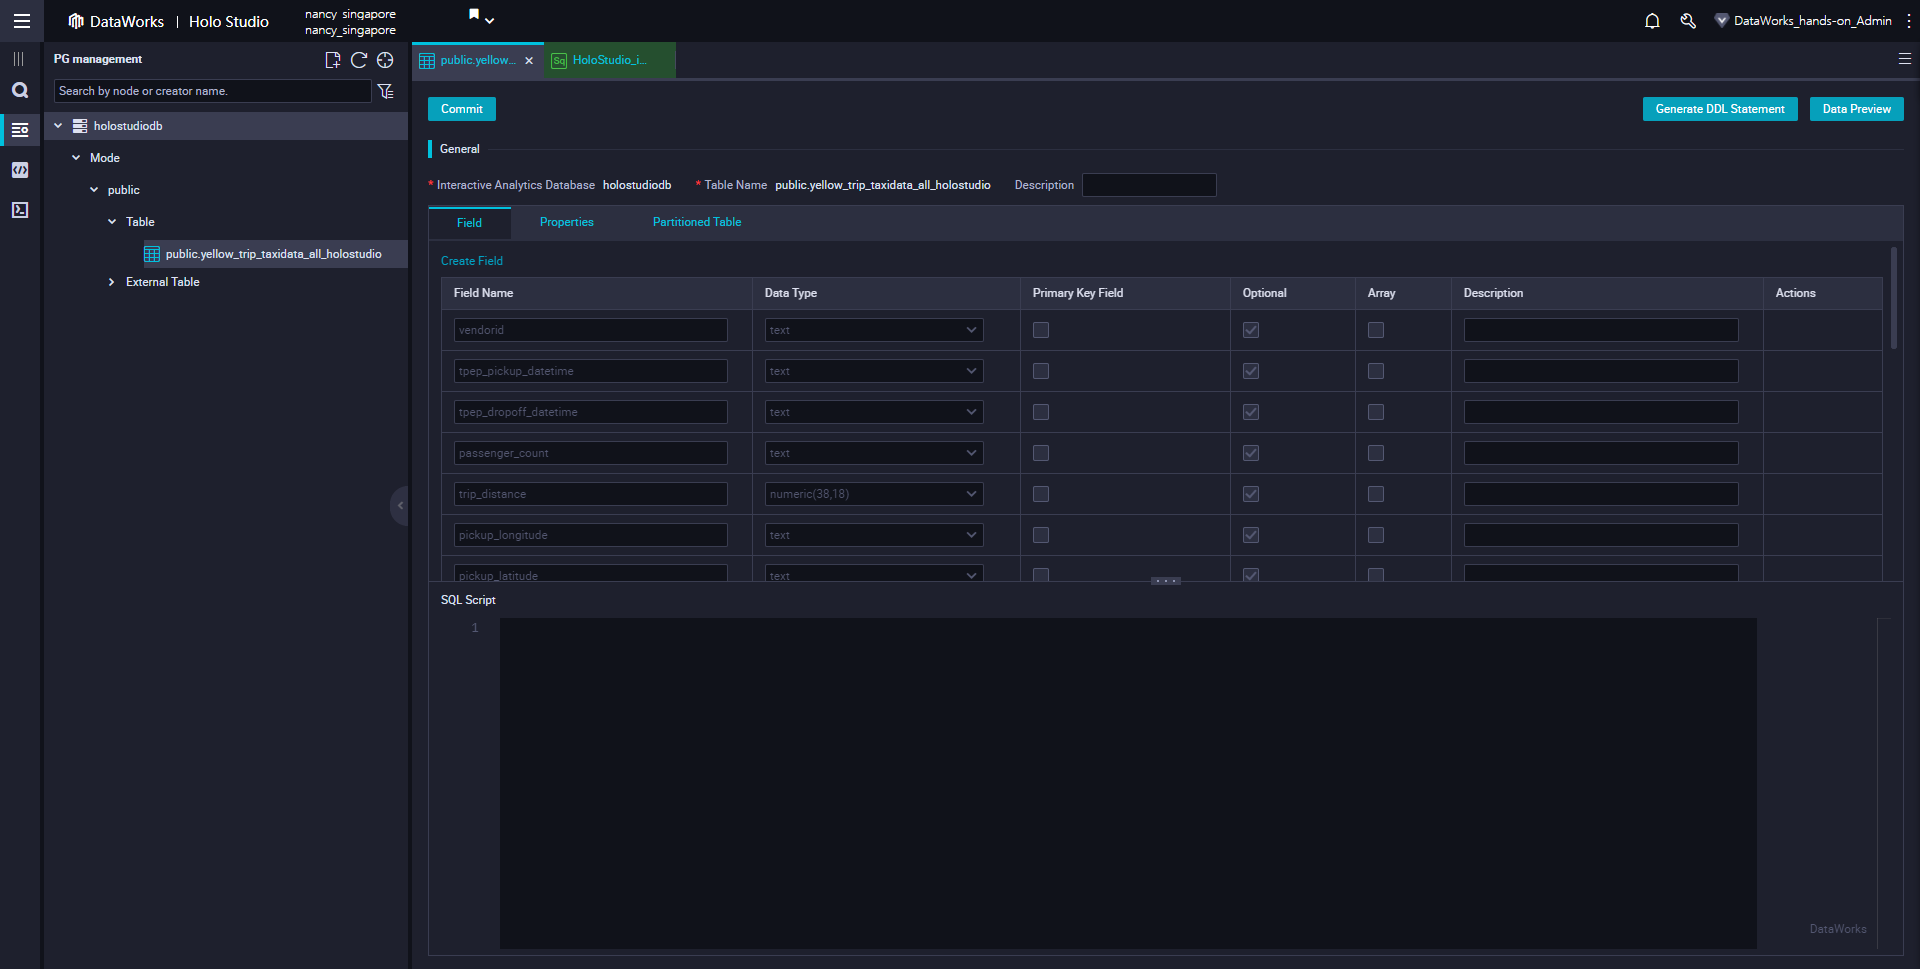 DataWorks | Holo Studio
nancy_singapore
nancy_singapore
DataWorks_hands-on_Admin
PG management
Search by node or creator name.
holostudiodb
Mode
public
Table
public.yellow_trip_taxidata_all_holostudio
External Table
public.yellow...
Sq HoloStudio_i...
Commit
Generate DDL Statement
Data Preview
General
* Interactive Analytics Database holostudiodb
* Table Name public.yellow_trip_taxidata_all_holostudio
Description
Field
Properties
Partitioned Table
Create Field
Field Name Data Type Primary Key Field Optional Array Description Actions
vendorid text
tpep_pickup_datetime text
tpep_dropoff_datetime text
passenger_count text
trip_distance numeric(38,18)
pickup_longitude text
pickup_latitude text
SQL Script
1
DataWorks